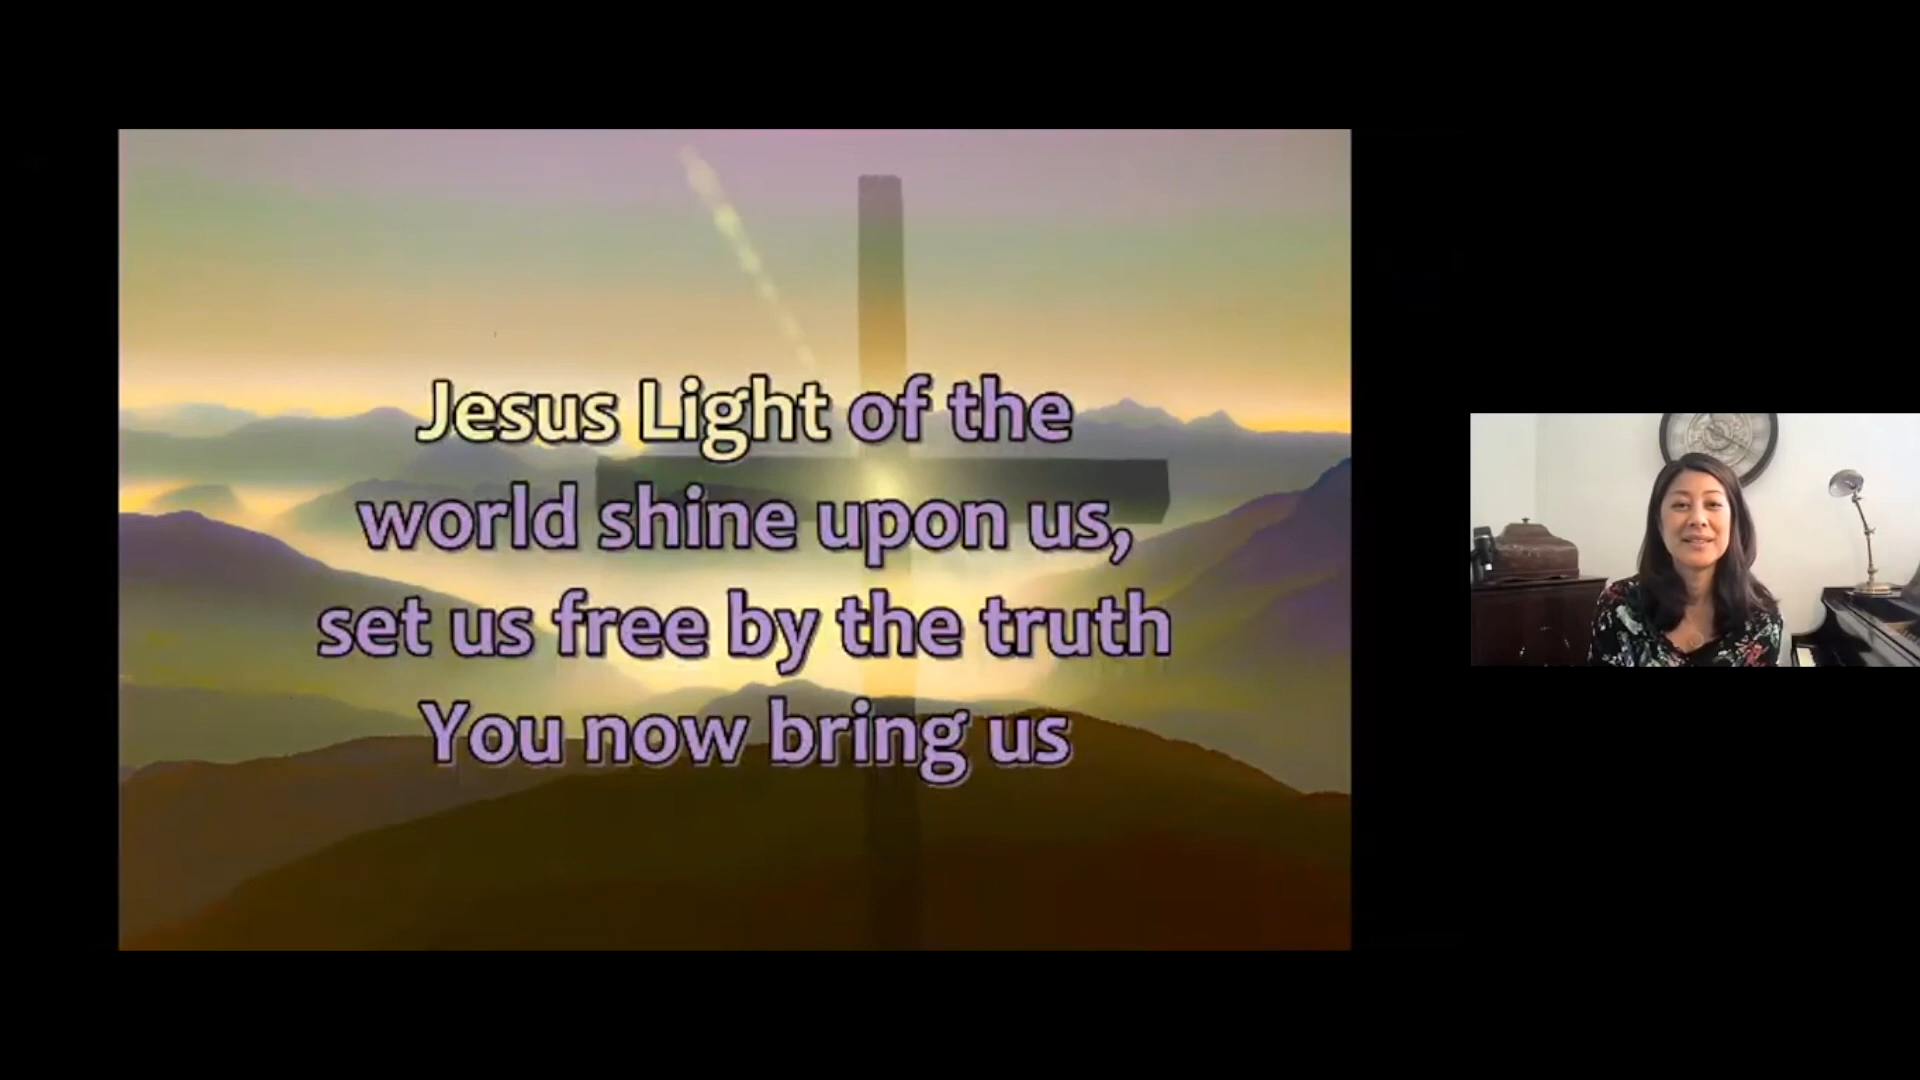 Jesus Light of the
world shine upon us,
set us free by the truth
You now bring us